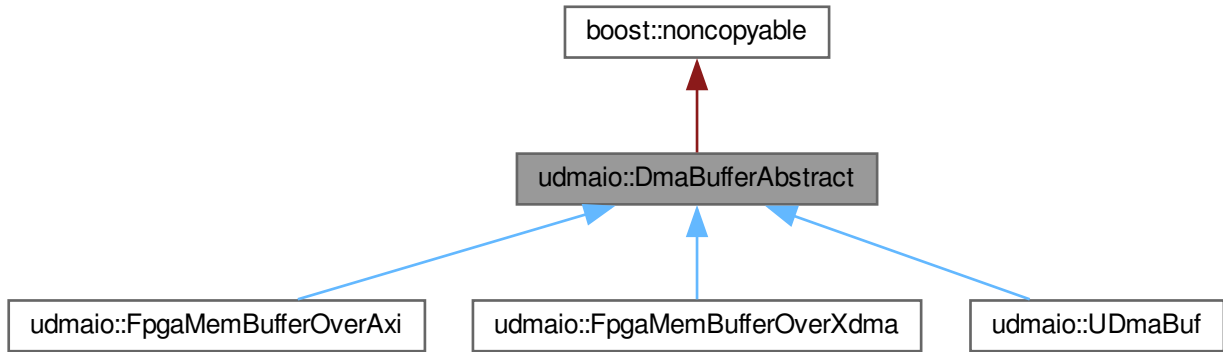 boost::noncopyable
udmaio::DmaBufferAbstract
udmaio::FpgaMemBufferOverAxi
udmaio::FpgaMemBufferOverXdma
udmaio::UDmaBuf